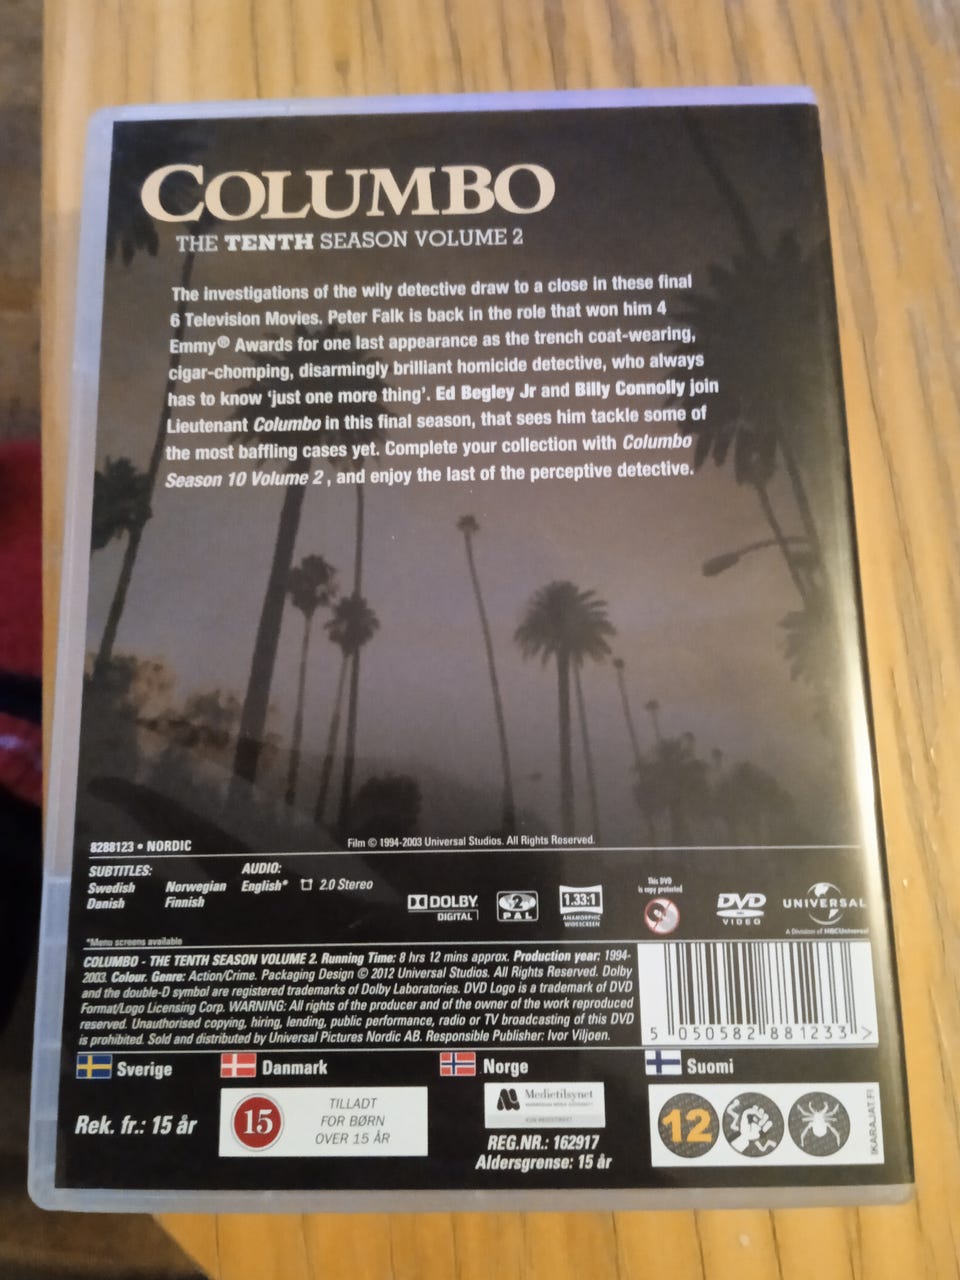 COLUMBO
THE TENTH SEASON VOLUME 2
The investigations of the wily detective draw to a close in these final
6 Television Movies. Peter Falk is back in the role that won him 4
Emmy® Awards for one last appearance as the trench coat-wearing,
cigar-chomping, disarmingly brilliant homicide detective, who always
has to know ‘just one more thing’. Ed Begley Jr and Billy Connolly join
Lieutenant Columbo in this final season, that sees him tackle some of
the most baffling cases yet. Complete your collection with Columbo
Season 10 Volume 2, and enjoy the last of the perceptive detective.
8288123 • NORDIC
Film © 1994-2003 Universal Studios. All Rights Reserved.
SUBTITLES:
Swedish Norwegian
Danish Finnish
AUDIO:
English* 2.0 Stereo
DOLBY
DIGITAL
2
PAL
1.33:1
ANAMORPHIC
WIDESCREEN
This DVD
is copy protected
DVD
VIDEO
UNIVERSAL
A Division of NBCUniversal
*Menu screens available
COLUMBO - THE TENTH SEASON VOLUME 2. Running Time: 8 hrs 12 mins approx. Production year: 1994-
2003. Colour. Genre: Action/Crime. Packaging Design © 2012 Universal Studios. All Rights Reserved. Dolby
and the double-D symbol are registered trademarks of Dolby Laboratories. DVD Logo is a trademark of DVD
Format/Logo Licensing Corp. WARNING: All rights of the producer and of the owner of the work reproduced
reserved. Unauthorised copying, hiring, lending, public performance, radio or TV broadcasting of this DVD
is prohibited. Sold and distributed by Universal Pictures Nordic AB. Responsible Publisher: Ivor Viljoen.
5 050582 881233 >
Sverige
Danmark
Norge
Suomi
Rek. fr.: 15 år
15
TILLADT
FOR BØRN
OVER 15 ÅR
Medietilsynet
REG.NR.: 162917
Aldersgrense: 15 år
12
IKARAJAT.FI